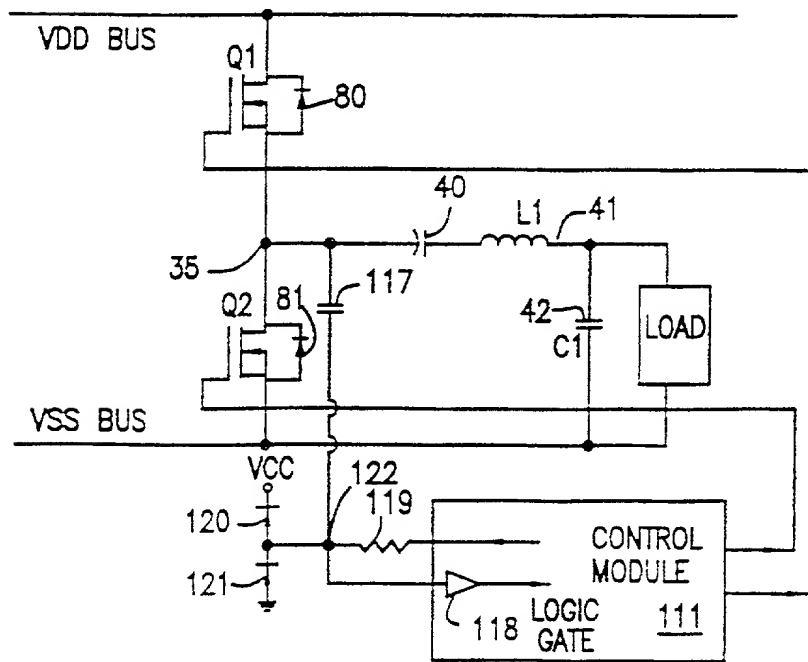 VDD BUS
Q1
80
40
L1
41
35
117
Q2
81
42
C1
LOAD
VSS BUS
VCC
122
119
120
121
CONTROL
MODULE
111
LOGIC
GATE
118